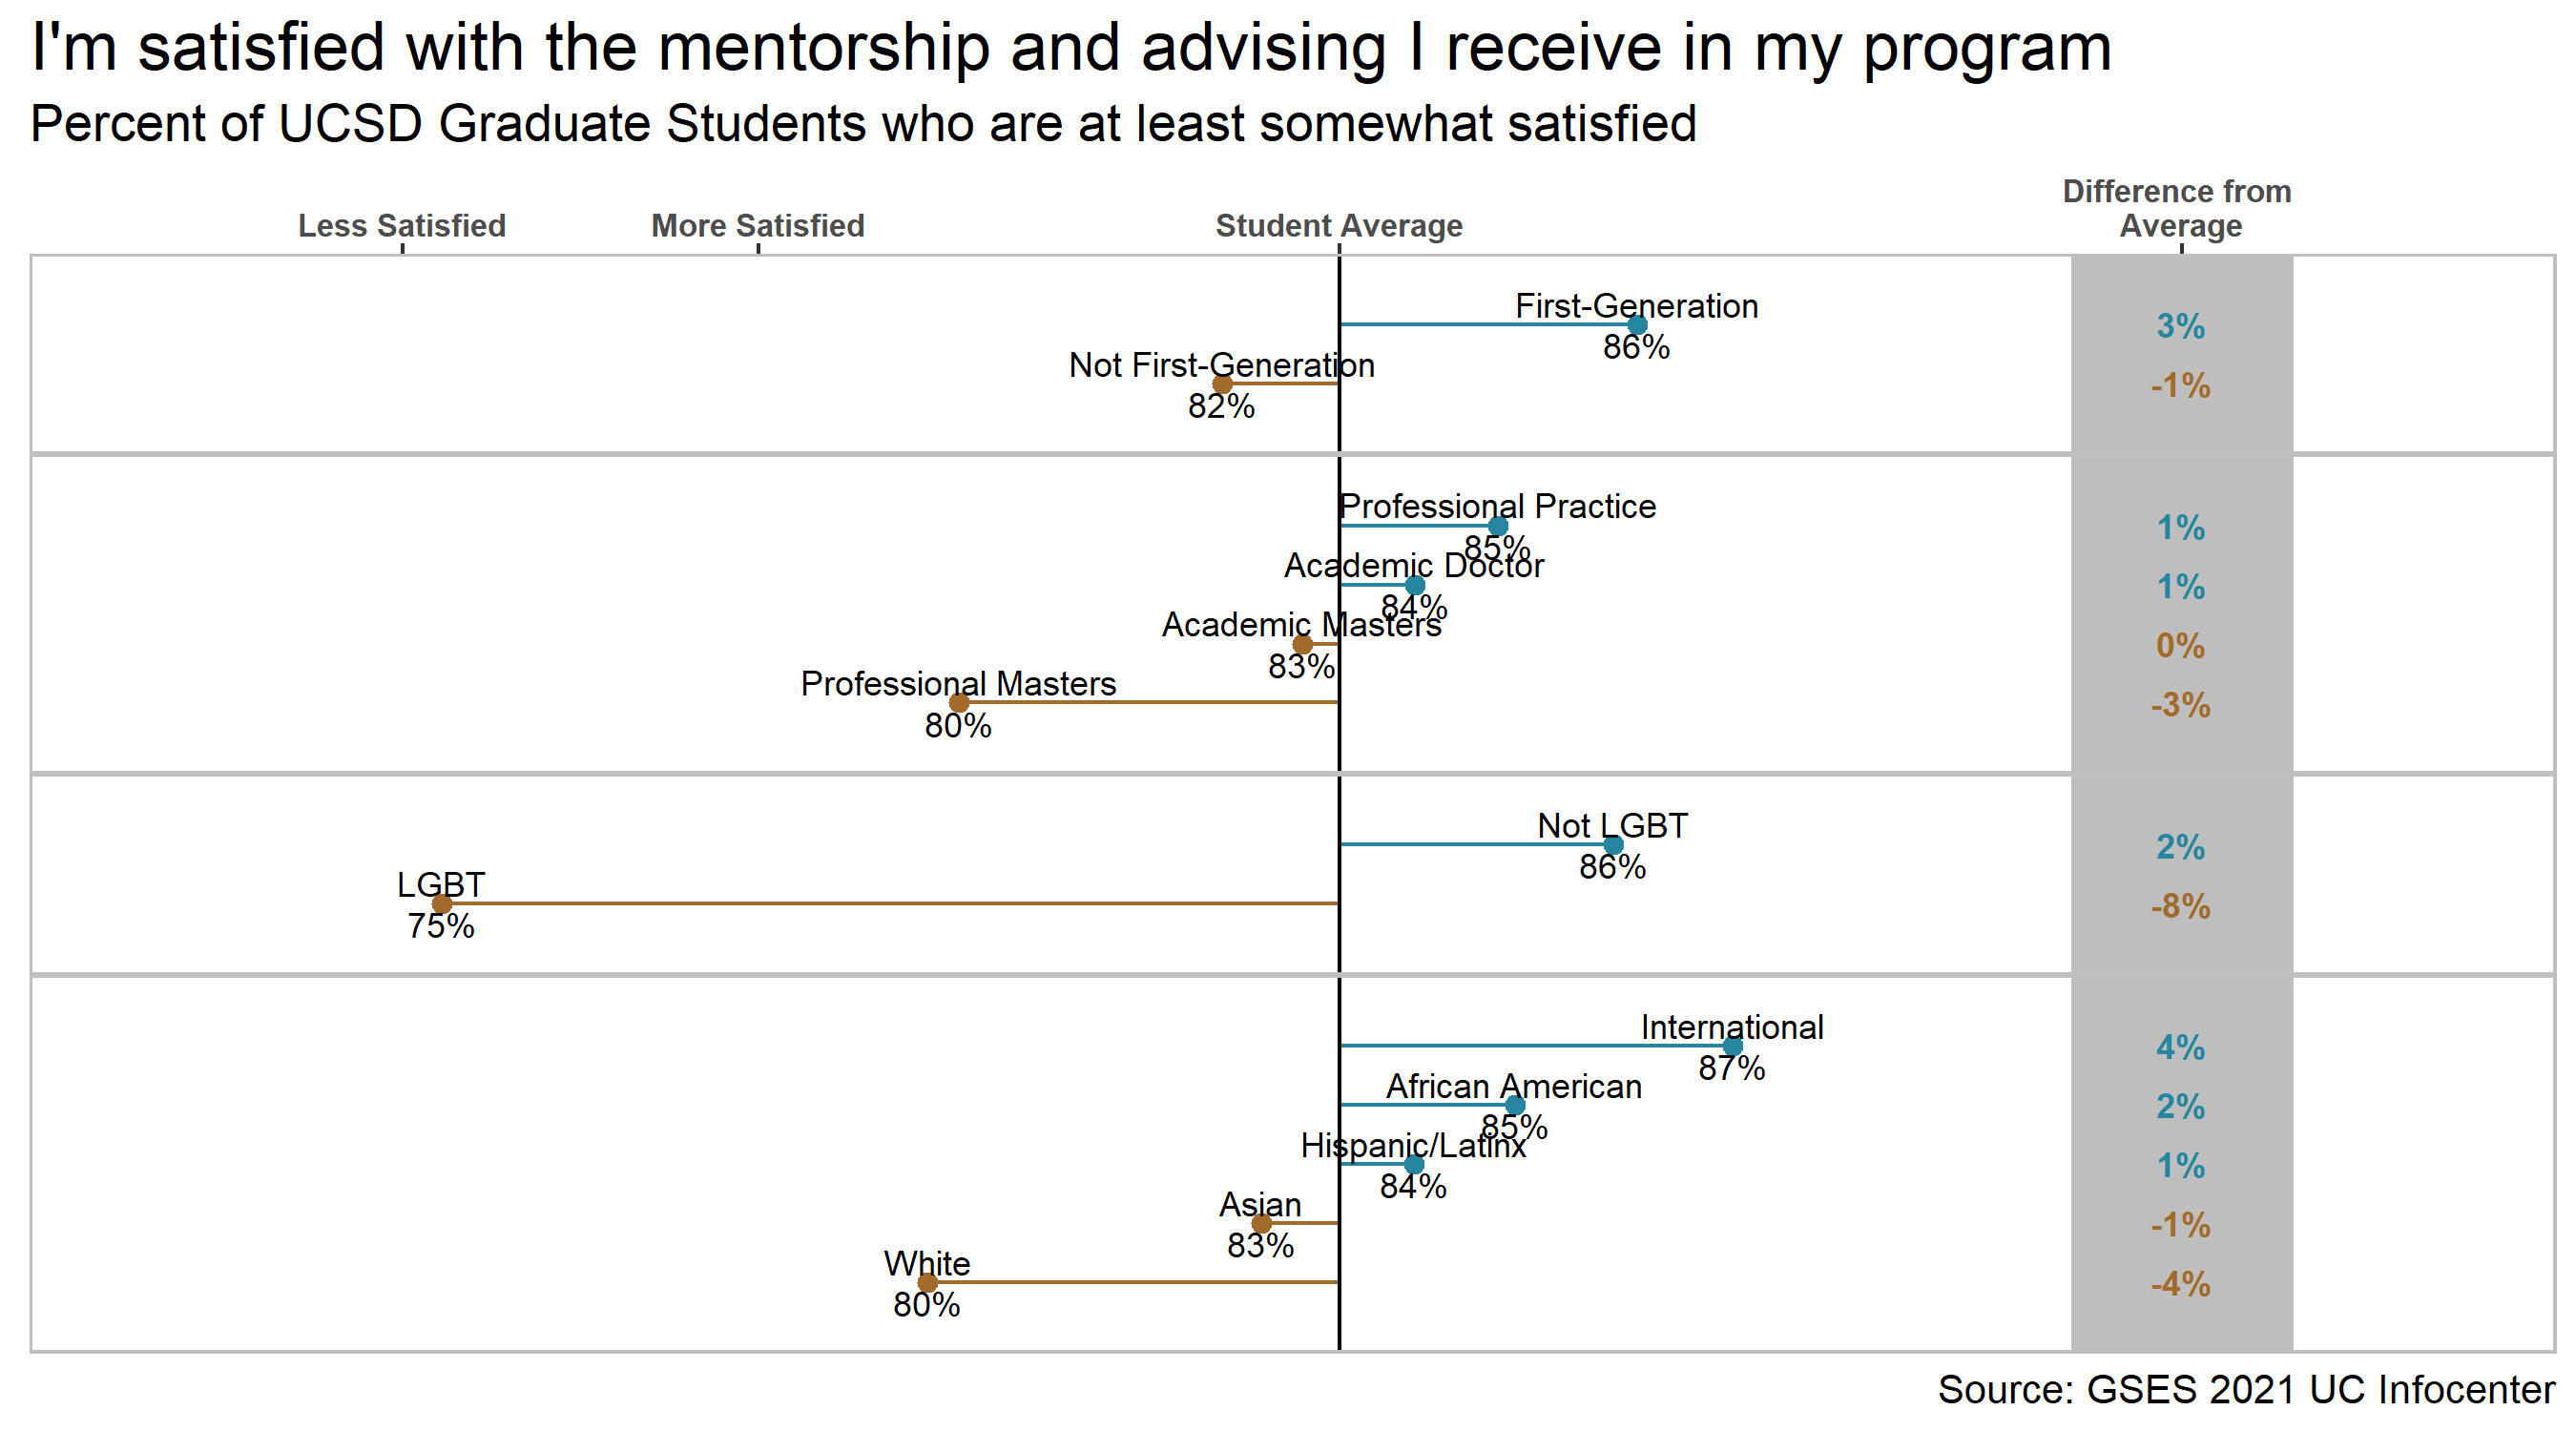 I'm satisfied with the mentorship and advising I receive in my program
Percent of UCSD Graduate Students who are at least somewhat satisfied
Difference from
Less Satisfied More Satisfied Student Average Average
First-Generation
3%
86%
Not First-Generation
-1%
82%
Professional Practice
1%
85%
Academic Doctor
1%
84%
Academic Masters
0%
83%
Professional Masters
-3%
80%
Not LGBT
2%
86%
LGBT
-8%
75%
International
4%
87%
African American
2%
85%
Hispanic/Latinx
1%
84%
Asian
-1%
83%
White
-4%
80%
Source: GSES 2021 UC Infocenter